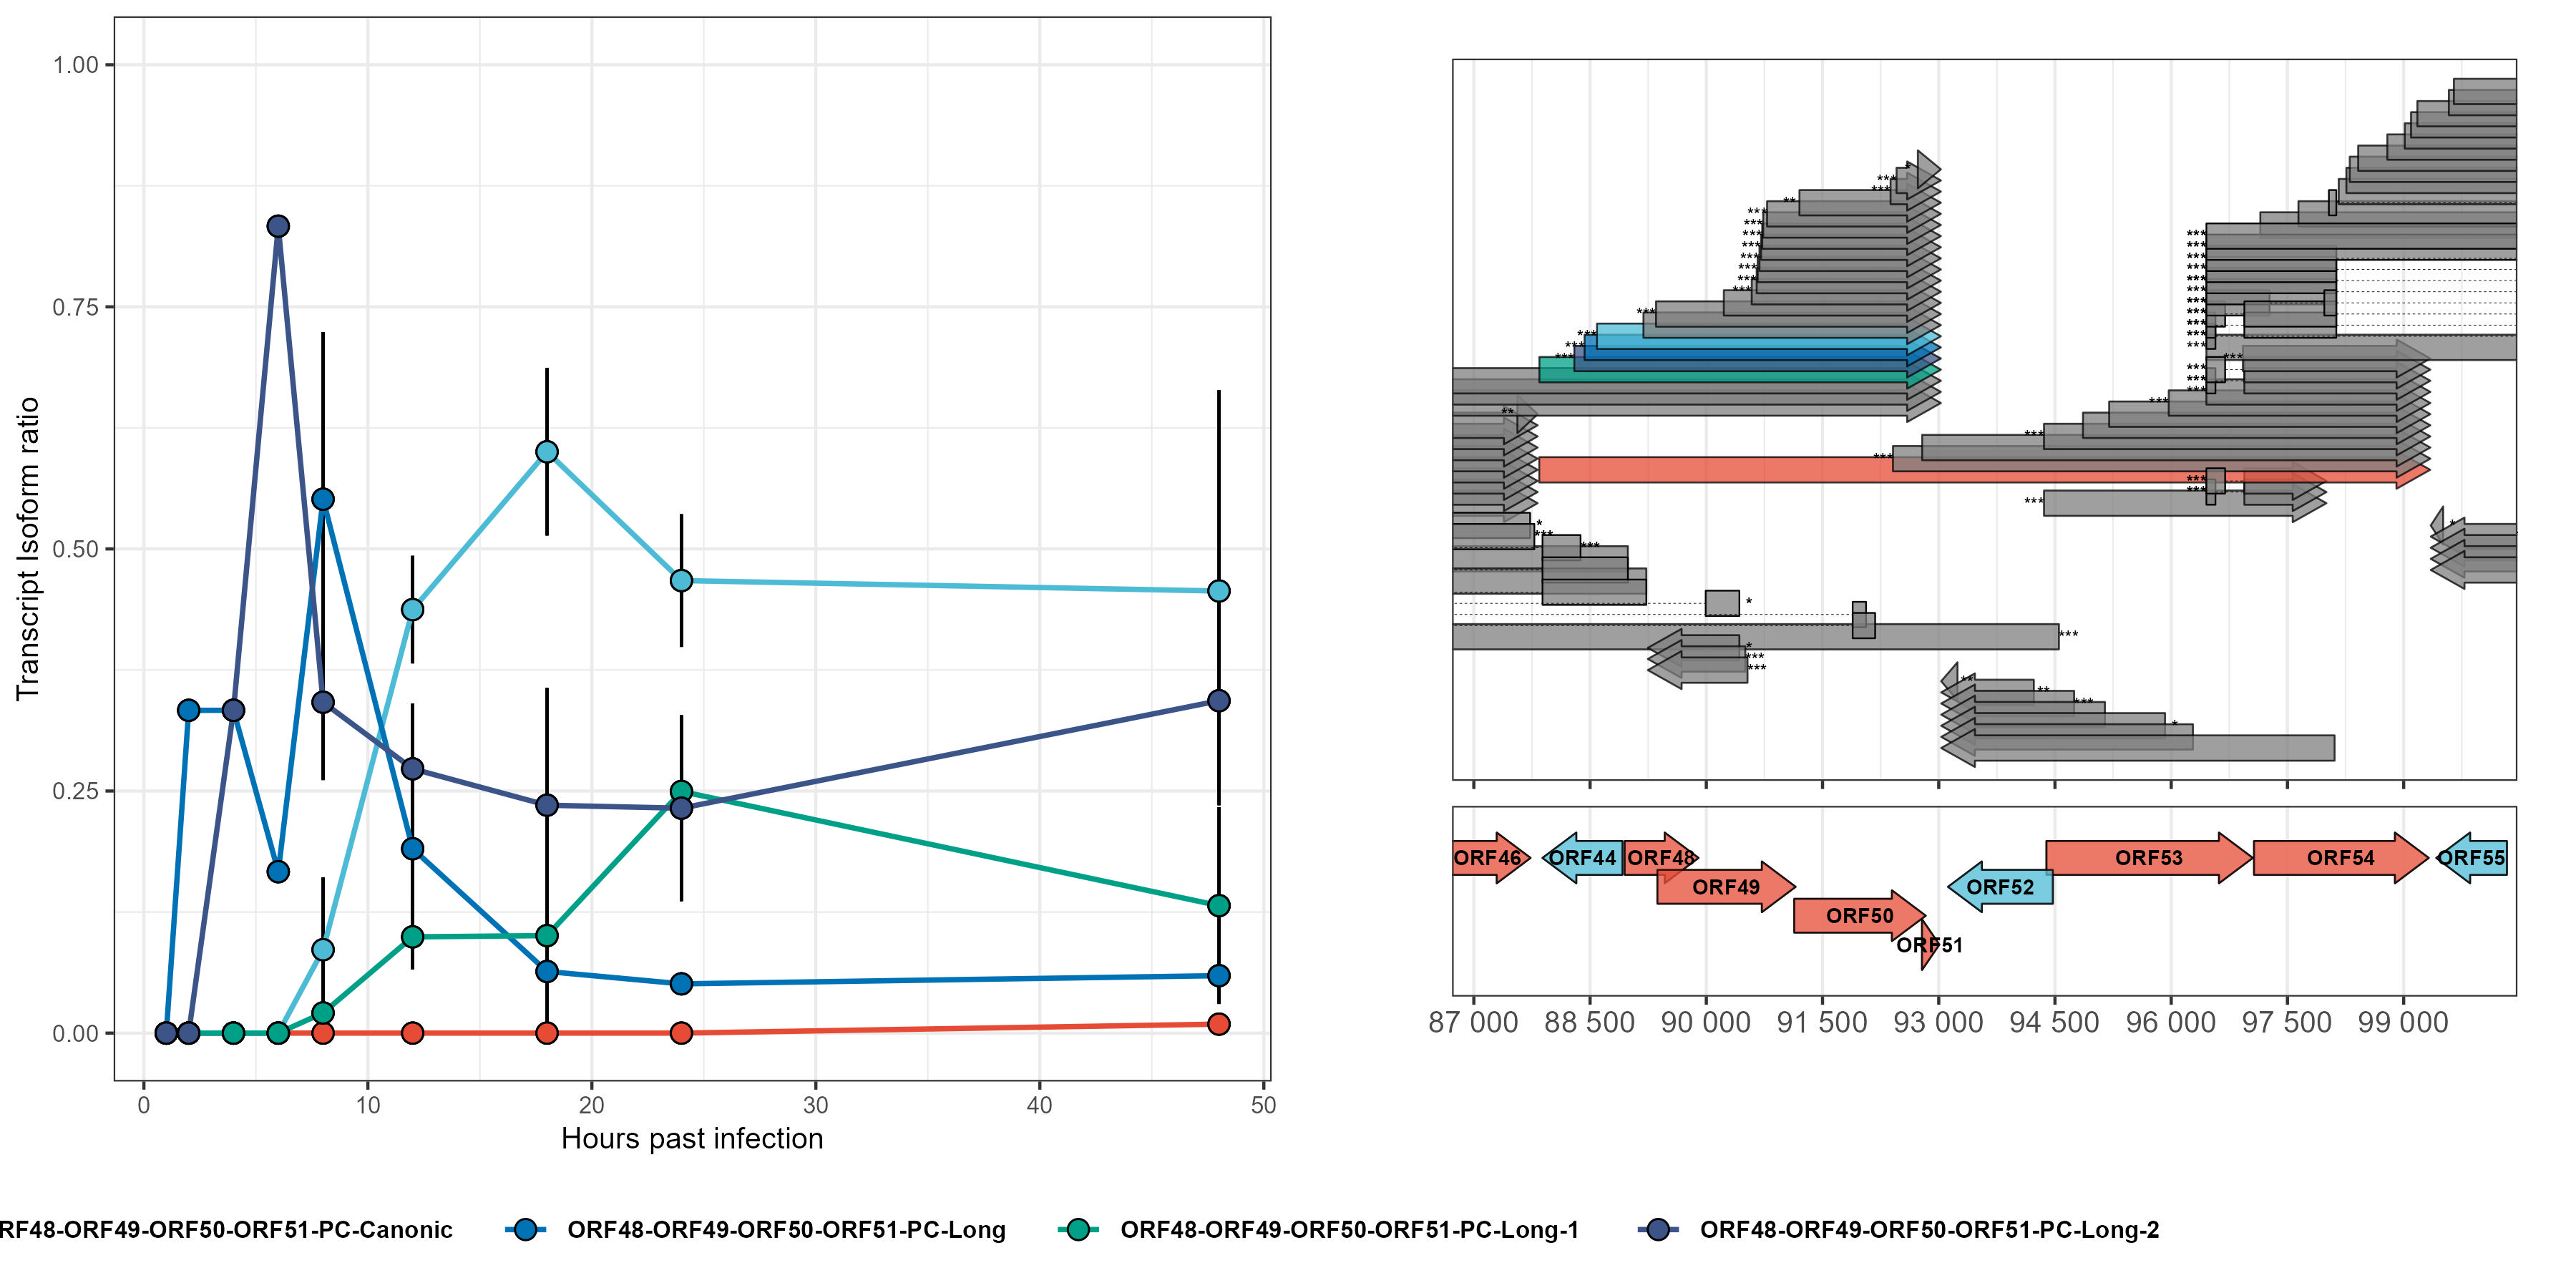 Transcript Isoform ratio
1.00
0.75
0.50
0.25
0.00
0 10 20 30 40 50
Hours past infection
ORF46 ORF44 ORF48 ORF53 ORF54 ORF55
ORF49 ORF52
ORF50
ORF51
87 000 88 500 90 000 91 500 93 000 94 500 96 000 97 500 99 000
RF48-ORF49-ORF50-ORF51-PC-Canonic ORF48-ORF49-ORF50-ORF51-PC-Long ORF48-ORF49-ORF50-ORF51-PC-Long-1 ORF48-ORF49-ORF50-ORF51-PC-Long-2